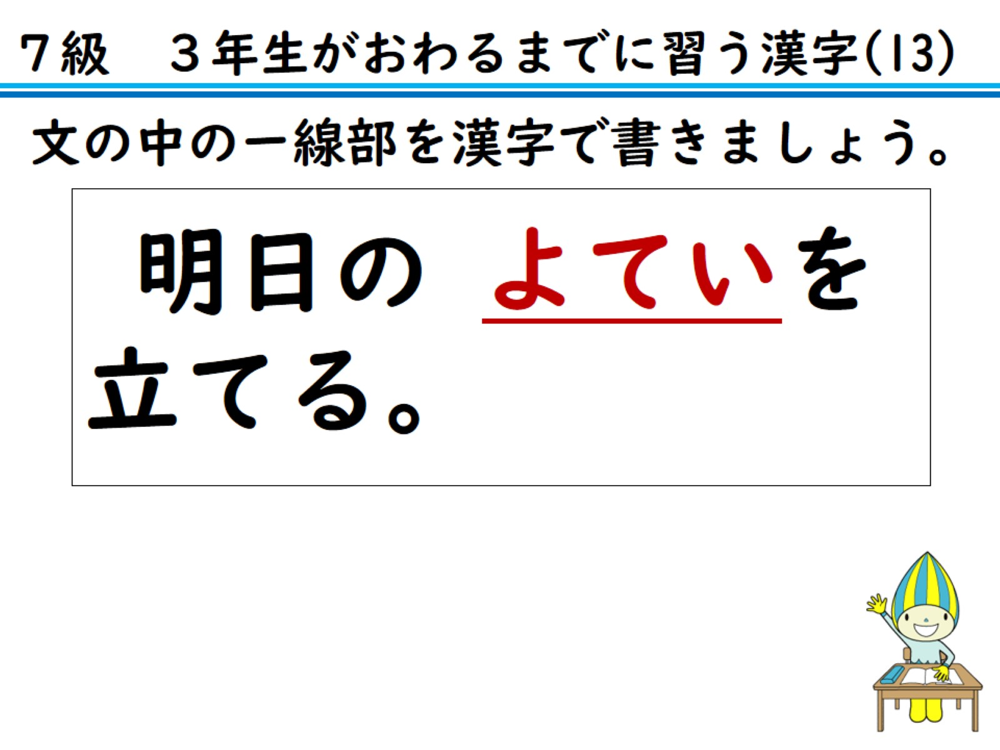 ７級　３年生がおわるまでに習う漢字(13)
文の中の一線部を漢字で書きましょう。
明日の　よていを
立てる。